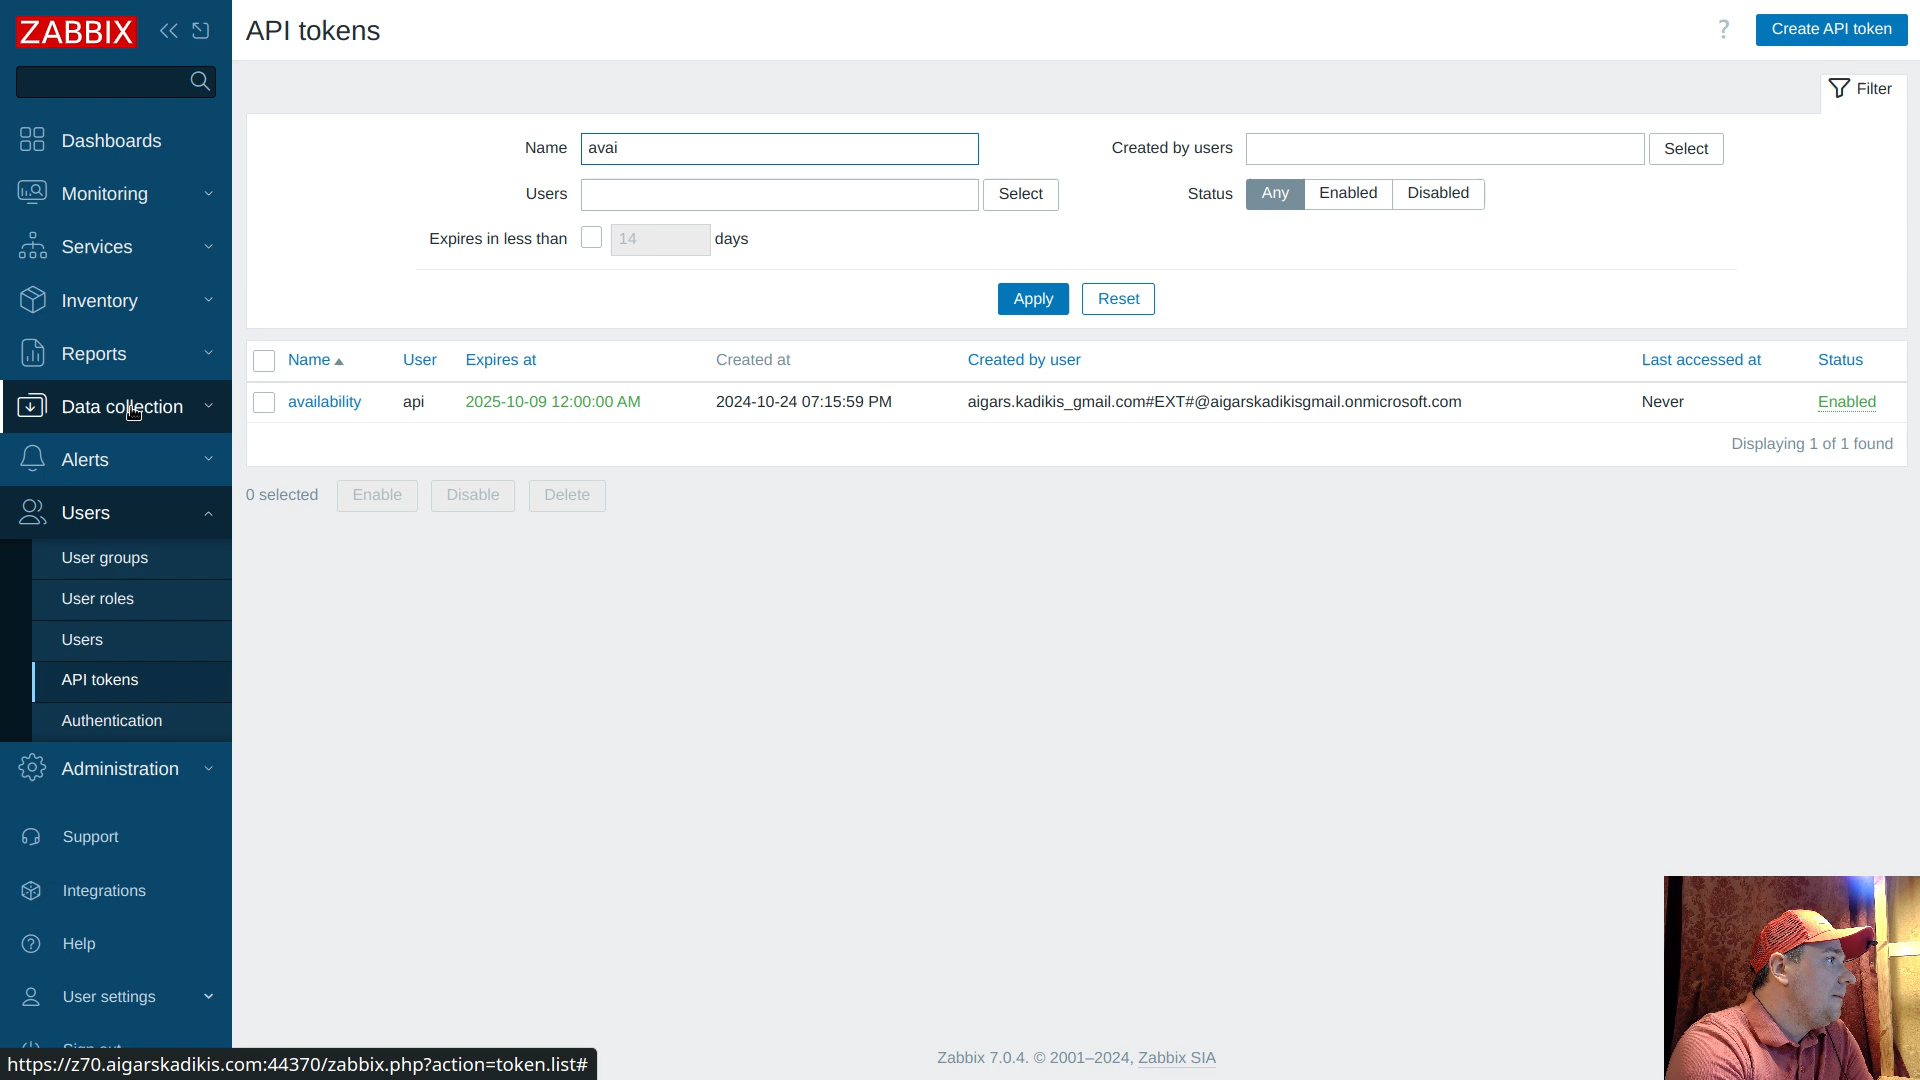 ZABBIX
API tokens
?
Create API token
Filter
Name
avai
Created by users
Select
Users
Select
Status
Any
Enabled
Disabled
Expires in less than
14
days
Apply
Reset
Name
User
Expires at
Created at
Created by user
Last accessed at
Status
availability
api
2025-10-09 12:00:00 AM
2024-10-24 07:15:59 PM
aigars.kadikis_gmail.com#EXT#@aigarskadikisgmail.onmicrosoft.com
Never
Enabled
Displaying 1 of 1 found
0 selected
Enable
Disable
Delete
Dashboards
Monitoring
Services
Inventory
Reports
Data collection
Alerts
Users
User groups
User roles
Users
API tokens
Authentication
Administration
Support
Integrations
Help
User settings
https://z70.aigarskadikis.com:44370/zabbix.php?action=token.list#
Zabbix 7.0.4. © 2001–2024, Zabbix SIA